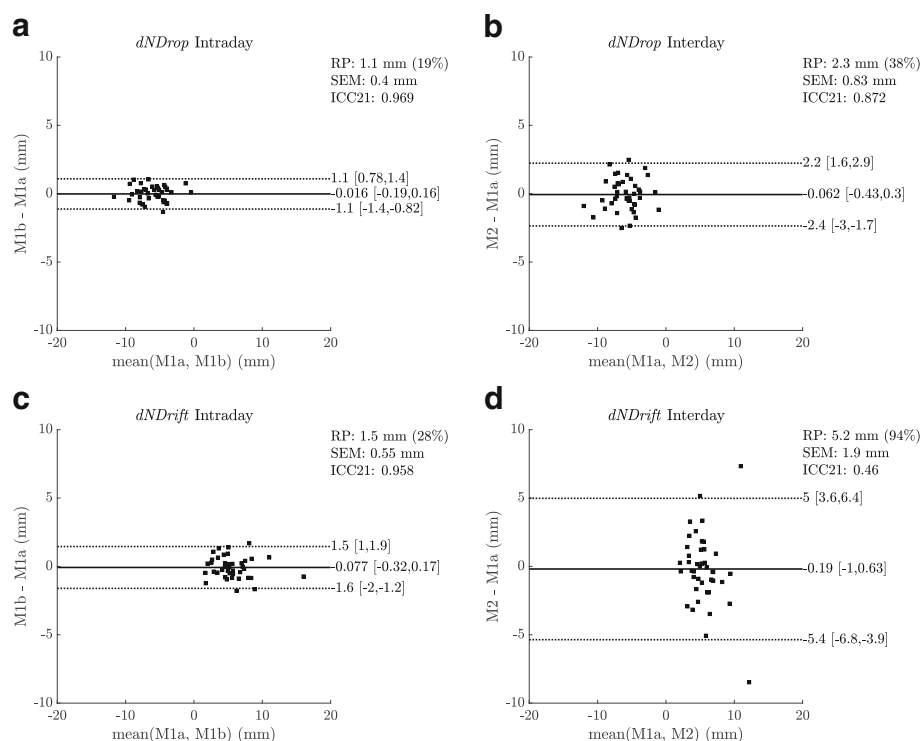 a
dNDrop Intraday
RP: 1.1 mm (19%)
SEM: 0.4 mm
ICC21: 0.969
10
5
0
-5
-10
M1b - M1a (mm)
1.1 [0.78,1.4]
-0.016 [-0.19,0.16]
-1.1 [-1.4,-0.82]
-20
-10
0
10
20
mean(M1a, M1b) (mm)
b
dNDrop Interday
RP: 2.3 mm (38%)
SEM: 0.83 mm
ICC21: 0.872
10
5
0
-5
-10
M2 - M1a (mm)
2.2 [1.6,2.9]
-0.062 [-0.43,0.3]
-2.4 [-3,-1.7]
-20
-10
0
10
20
mean(M1a, M2) (mm)
c
dNDrift Intraday
RP: 1.5 mm (28%)
SEM: 0.55 mm
ICC21: 0.958
10
5
0
-5
-10
M1b - M1a (mm)
1.5 [1,1.9]
-0.077 [-0.32,0.17]
-1.6 [-2,-1.2]
-20
-10
0
10
20
mean(M1a, M1b) (mm)
d
dNDrift Interday
RP: 5.2 mm (94%)
SEM: 1.9 mm
ICC21: 0.46
10
5
0
-5
-10
M2 - M1a (mm)
5 [3.6,6.4]
-0.19 [-1,0.63]
-5.4 [-6.8,-3.9]
-20
-10
0
10
20
mean(M1a, M2) (mm)